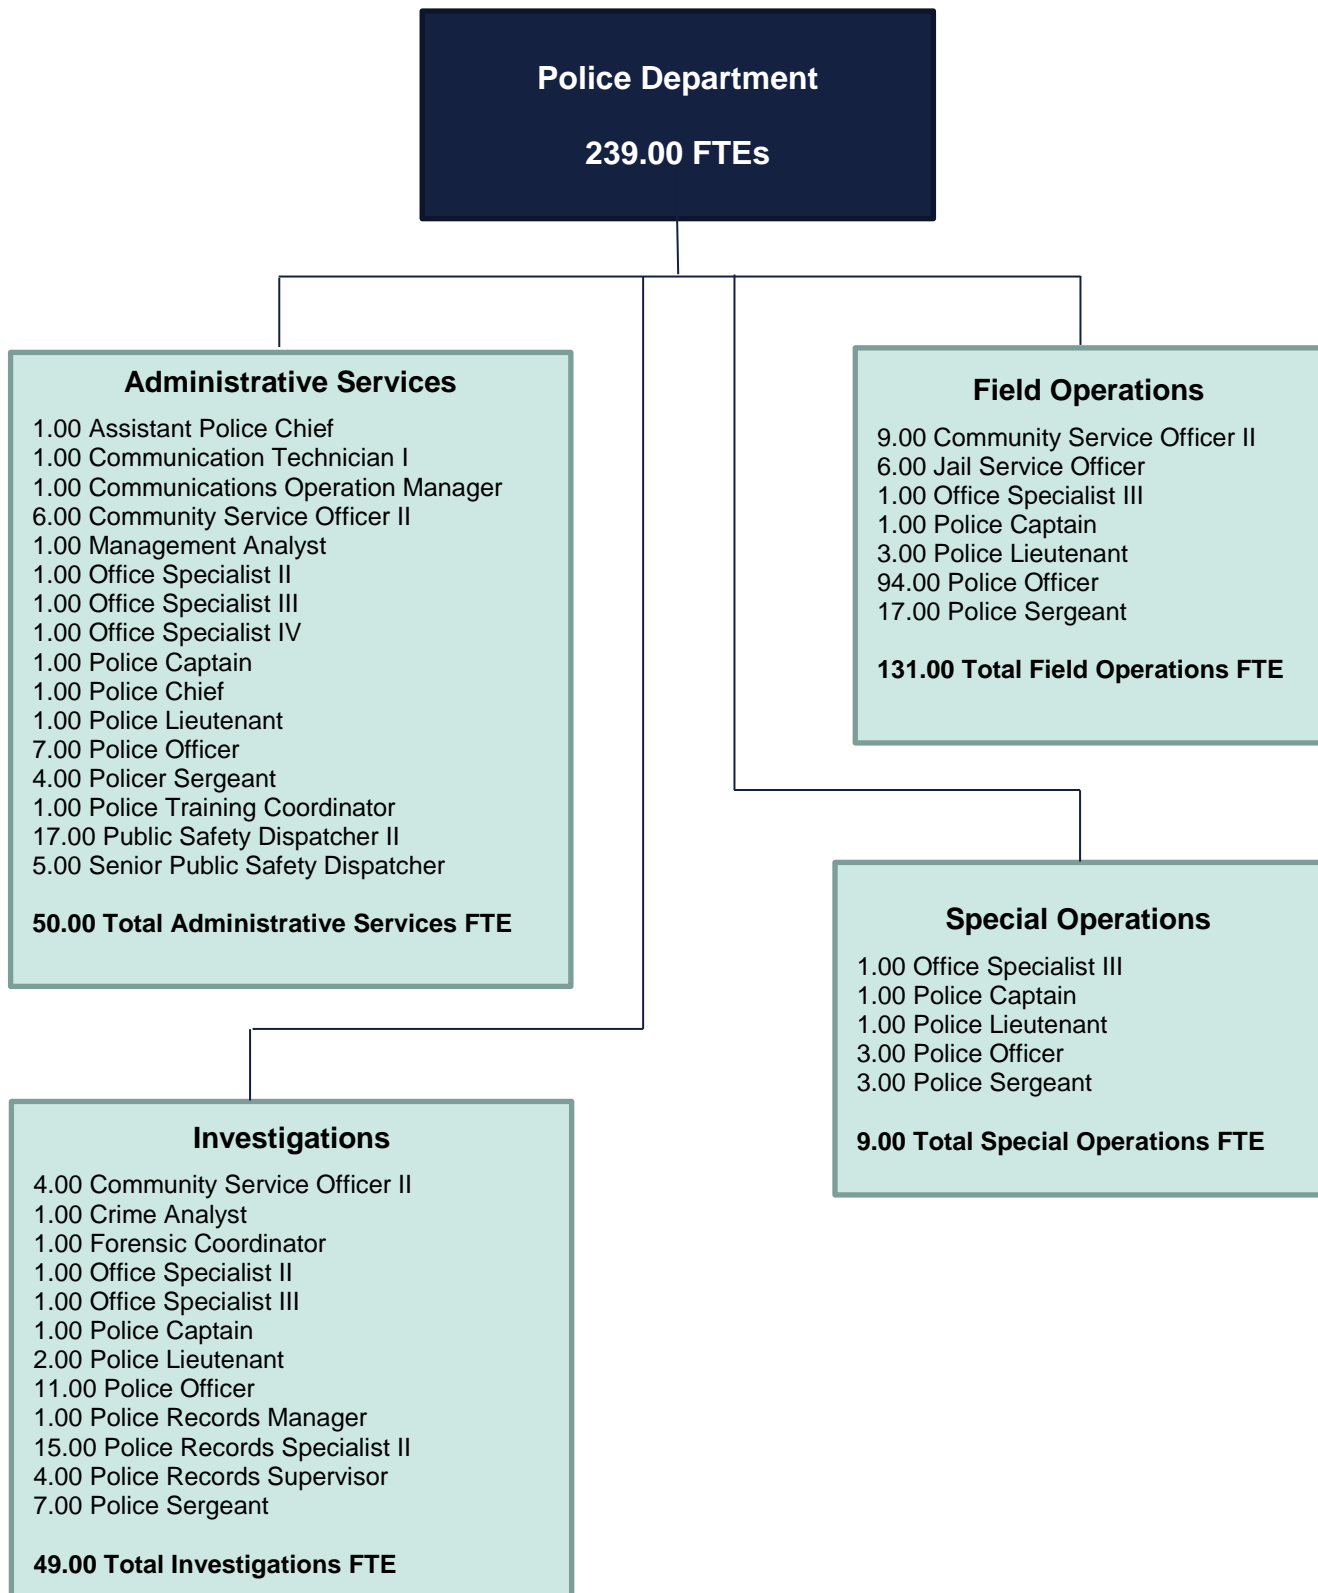 Police Department
239.00 FTEs
Administrative Services
1.00 Assistant Police Chief
1.00 Communication Technician I
1.00 Communications Operation Manager
6.00 Community Service Officer II
1.00 Management Analyst
1.00 Office Specialist II
1.00 Office Specialist III
1.00 Office Specialist IV
1.00 Police Captain
1.00 Police Chief
1.00 Police Lieutenant
7.00 Police Officer
4.00 Policer Sergeant
1.00 Police Training Coordinator
17.00 Public Safety Dispatcher II
5.00 Senior Public Safety Dispatcher
50.00 Total Administrative Services FTE
Field Operations
9.00 Community Service Officer II
6.00 Jail Service Officer
1.00 Office Specialist III
1.00 Police Captain
3.00 Police Lieutenant
94.00 Police Officer
17.00 Police Sergeant
131.00 Total Field Operations FTE
Special Operations
1.00 Office Specialist III
1.00 Police Captain
1.00 Police Lieutenant
3.00 Police Officer
3.00 Police Sergeant
9.00 Total Special Operations FTE
Investigations
4.00 Community Service Officer II
1.00 Crime Analyst
1.00 Forensic Coordinator
1.00 Office Specialist II
1.00 Office Specialist III
1.00 Police Captain
2.00 Police Lieutenant
11.00 Police Officer
1.00 Police Records Manager
15.00 Police Records Specialist II
4.00 Police Records Supervisor
7.00 Police Sergeant
49.00 Total Investigations FTE